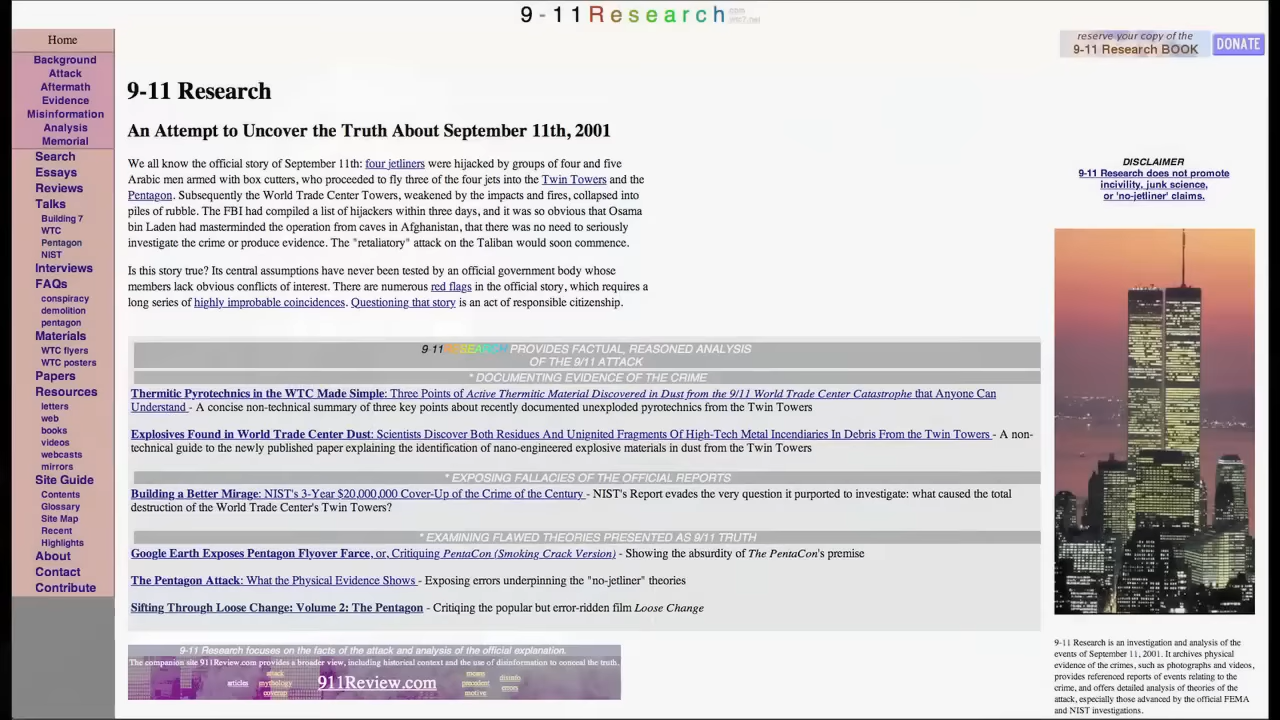 9-11Research
.com
wtc7.net
Home
Background
Attack
Aftermath
Evidence
Misinformation
Analysis
Memorial
Search
Essays
Reviews
Talks
Building 7
WTC
Pentagon
NIST
Interviews
FAQs
conspiracy
demolition
pentagon
Materials
WTC flyers
WTC posters
Papers
Resources
letters
web
books
videos
webcasts
mirrors
Site Guide
Contents
Glossary
Site Map
Recent
Highlights
About
Contact
Contribute
reserve your copy of the
9-11 Research BOOK
DONATE
9-11 Research
An Attempt to Uncover the Truth About September 11th, 2001
We all know the official story of September 11th: four jetliners were hijacked by groups of four and five
Arabic men armed with box cutters, who proceeded to fly three of the four jets into the Twin Towers and the
Pentagon. Subsequently the World Trade Center Towers, weakened by the impacts and fires, collapsed into
piles of rubble. The FBI had compiled a list of hijackers within three days, and it was so obvious that Osama
bin Laden had masterminded the operation from caves in Afghanistan, that there was no need to seriously
investigate the crime or produce evidence. The "retaliatory" attack on the Taliban would soon commence.
Is this story true? Its central assumptions have never been tested by an official government body whose
members lack obvious conflicts of interest. There are numerous red flags in the official story, which requires a
long series of highly improbable coincidences. Questioning that story is an act of responsible citizenship.
9-11RESEARCH PROVIDES FACTUAL, REASONED ANALYSIS
OF THE 9/11 ATTACK
* DOCUMENTING EVIDENCE OF THE CRIME
Thermitic Pyrotechnics in the WTC Made Simple: Three Points of Active Thermitic Material Discovered in Dust from the 9/11 World Trade Center Catastrophe that Anyone Can
Understand - A concise non-technical summary of three key points about recently documented unexploded pyrotechnics from the Twin Towers
Explosives Found in World Trade Center Dust: Scientists Discover Both Residues And Unignited Fragments Of High-Tech Metal Incendiaries In Debris From the Twin Towers - A non-
technical guide to the newly published paper explaining the identification of nano-engineered explosive materials in dust from the Twin Towers
* EXPOSING FALLACIES OF THE OFFICIAL REPORTS
Building a Better Mirage: NIST's 3-Year $20,000,000 Cover-Up of the Crime of the Century - NIST's Report evades the very question it purported to investigate: what caused the total
destruction of the World Trade Center's Twin Towers?
* EXAMINING FLAWED THEORIES PRESENTED AS 9/11 TRUTH
Google Earth Exposes Pentagon Flyover Farce, or, Critiquing PentaCon (Smoking Crack Version) - Showing the absurdity of The PentaCon's premise
The Pentagon Attack: What the Physical Evidence Shows - Exposing errors underpinning the "no-jetliner" theories
Sifting Through Loose Change: Volume 2: The Pentagon - Critiqing the popular but error-ridden film Loose Change
9-11 Research focuses on the facts of the attack and analysis of the official explanation.
The companion site 911Review.com provides a broader view, including historical context and the use of disinformation to conceal the truth.
articles
attack
mythology
coverup
911Review.com
means
precedent
motive
disinfo
errors
DISCLAIMER
9-11 Research does not promote
incivility, junk science,
or 'no-jetliner' claims.
9-11 Research is an investigation and analysis of the
events of September 11, 2001. It archives physical
evidence of the crimes, such as photographs and videos,
provides referenced reports of events relating to the
crime, and offers detailed analysis of theories of the
attack, especially those advanced by the official FEMA
and NIST investigations.